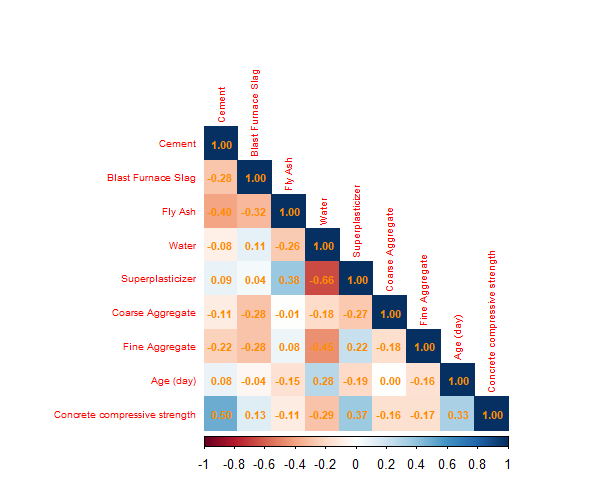 Cement
Blast Furnace Slag
Fly Ash
Water
Superplasticizer
Coarse Aggregate
Fine Aggregate
Age (day)
Concrete compressive strength
Cement 1.00
Blast Furnace Slag -0.28 1.00
Fly Ash -0.40 -0.32 1.00
Water -0.08 0.11 -0.26 1.00
Superplasticizer 0.09 0.04 0.38 -0.66 1.00
Coarse Aggregate -0.11 -0.28 -0.01 -0.18 -0.27 1.00
Fine Aggregate -0.22 -0.28 0.08 -0.45 0.22 -0.18 1.00
Age (day) 0.08 -0.04 -0.15 0.28 -0.19 0.00 -0.16 1.00
Concrete compressive strength 0.50 0.13 -0.11 -0.29 0.37 -0.16 -0.17 0.33 1.00
-1 -0.8 -0.6 -0.4 -0.2 0 0.2 0.4 0.6 0.8 1